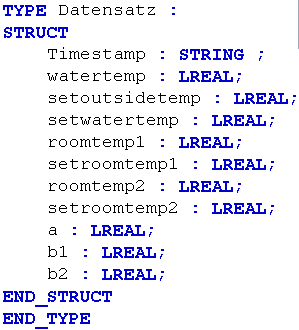 TYPE Datensatz :
STRUCT
Timestamp : STRING ;
watertemp : LREAL;
setoutsidetemp : LREAL;
setwatertemp : LREAL;
roomtemp1 : LREAL;
setroomtemp1 : LREAL;
roomtemp2 : LREAL;
setroomtemp2 : LREAL;
a : LREAL;
b1 : LREAL;
b2 : LREAL;
END_STRUCT
END_TYPE